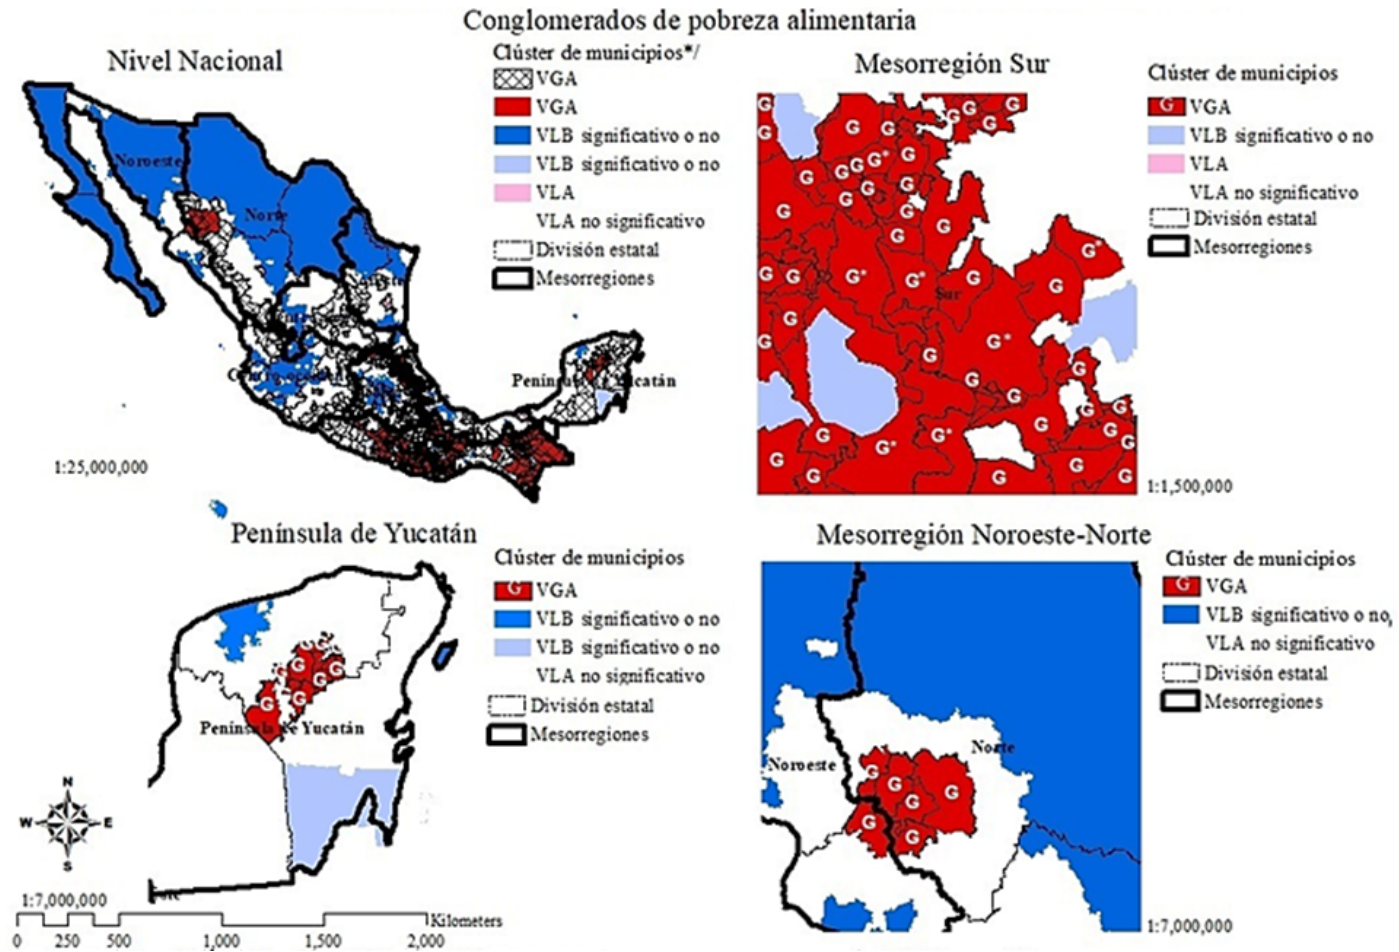 Conglomerados de pobreza alimentaria
Nivel Nacional
Clúster de municipios*/
VGA
VGA
VLB significativo o no
VLB significativo o no
VLA
VLA no significativo
División estatal
Mesorregiones
Noroeste
Norte
Península de Yucatán
1:25,000,000
Mesorregión Sur
Clúster de municipios
G VGA
VLB significativo o no
VLA
VLA no significativo
División estatal
Mesorregiones
Sur
1:1,500,000
Península de Yucatán
Clúster de municipios
G VGA
VLB significativo o no
VLB significativo o no
VLA no significativo
División estatal
Mesorregiones
Península de Yucatán
N
W E
S
1:7,000,000
Kilometers
0 250 500 1,000 1,500 2,000
Mesorregión Noroeste-Norte
Clúster de municipios
G VGA
VLB significativo o no,
VLA no significativo
División estatal
Mesorregiones
Noroeste
Norte
1:7,000,000